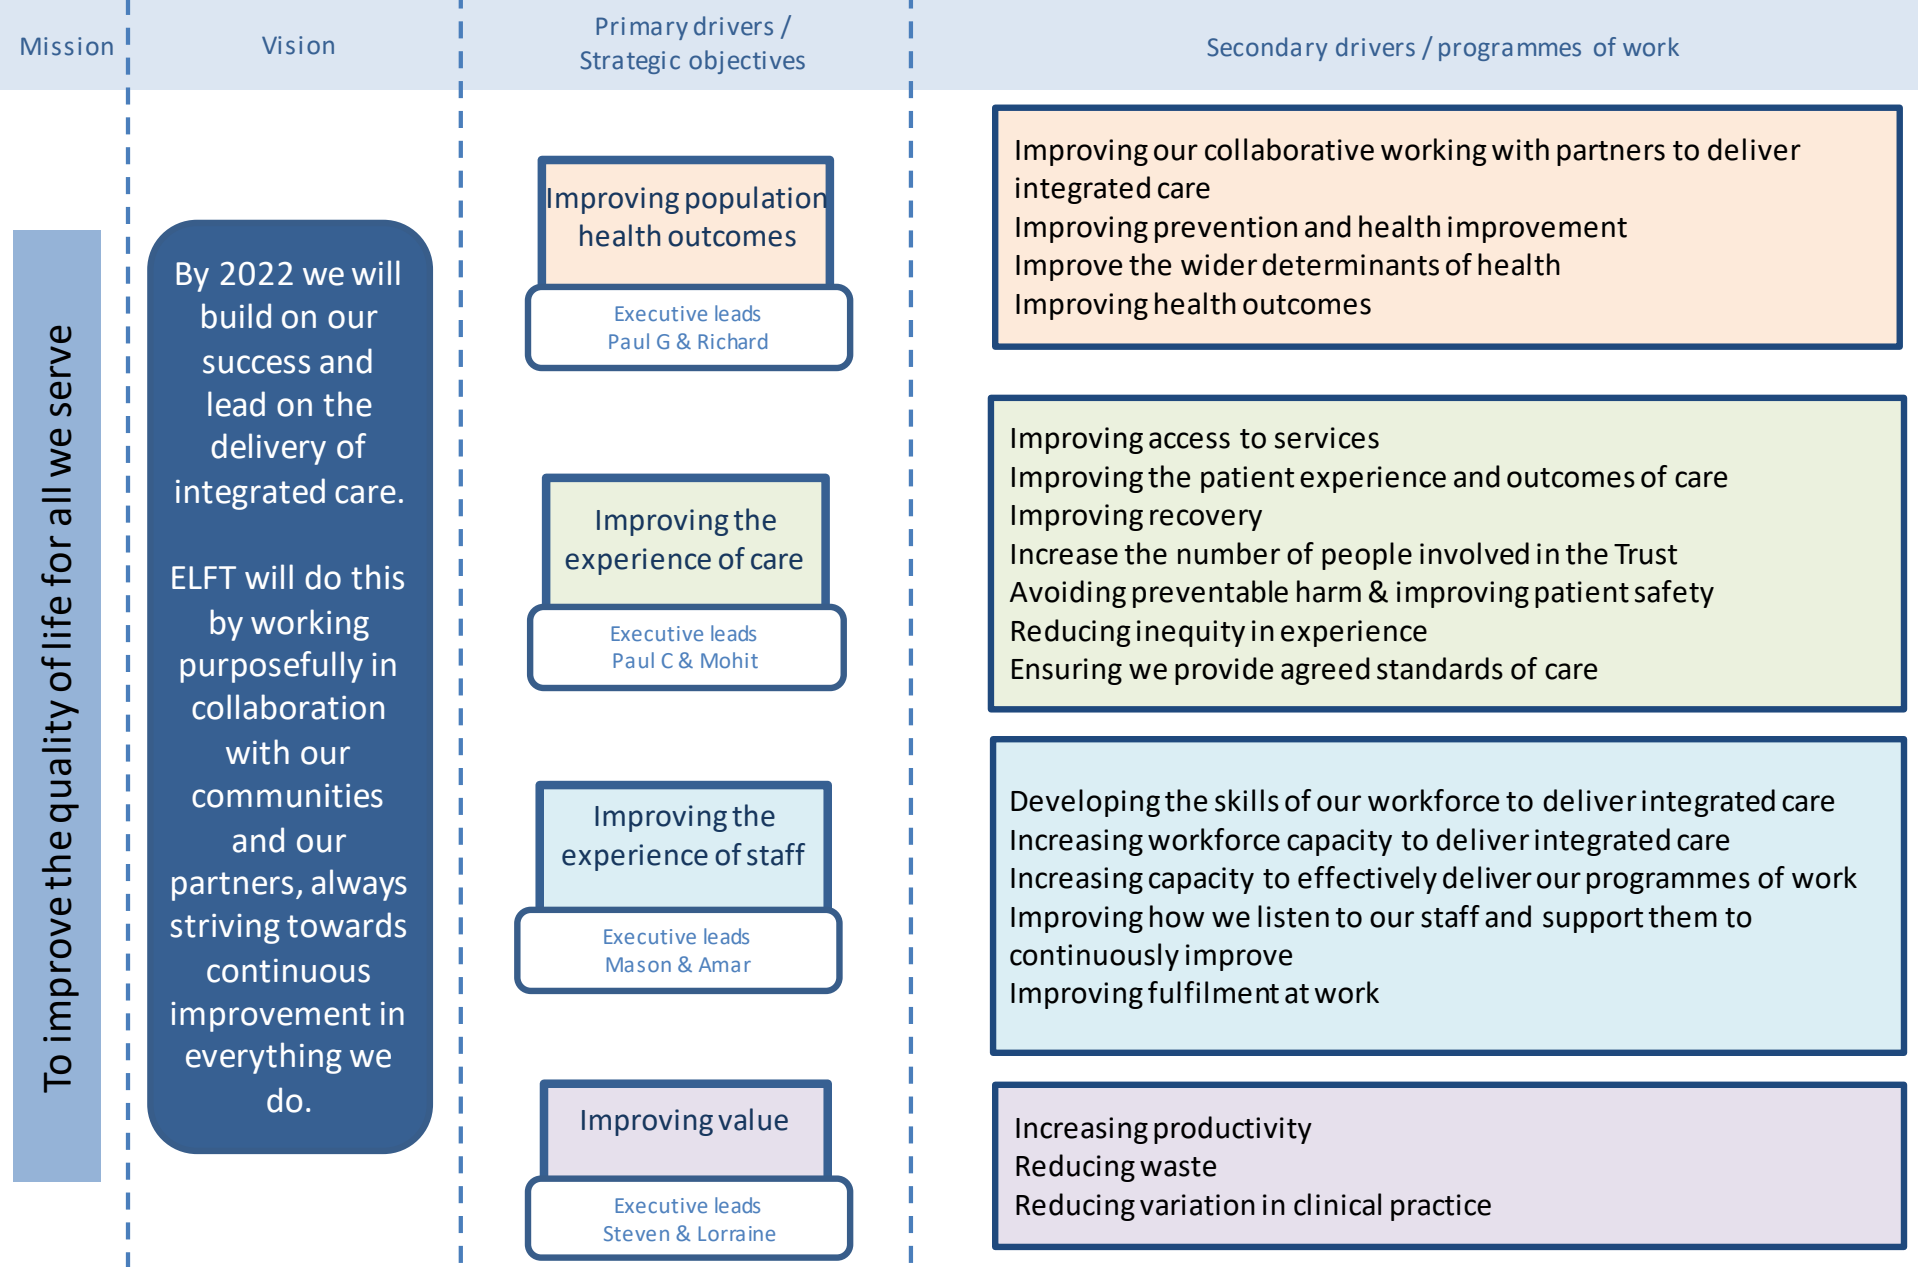 Mission
Vision
Primary drivers /
Strategic objectives
Secondary drivers / programmes of work
To improve the quality of life for all we serve
By 2022 we will
build on our
success and
lead on the
delivery of
integrated care.
ELFT will do this
by working
purposefully in
collaboration
with our
communities
and our
partners, always
striving towards
continuous
improvement in
everything we
do.
Improving population
health outcomes
Executive leads
Paul G & Richard
Improving our collaborative working with partners to deliver
integrated care
Improving prevention and health improvement
Improve the wider determinants of health
Improving health outcomes
Improving the
experience of care
Executive leads
Paul C & Mohit
Improving access to services
Improving the patient experience and outcomes of care
Improving recovery
Increase the number of people involved in the Trust
Avoiding preventable harm & improving patient safety
Reducing inequity in experience
Ensuring we provide agreed standards of care
Improving the
experience of staff
Executive leads
Mason & Amar
Developing the skills of our workforce to deliver integrated care
Increasing workforce capacity to deliver integrated care
Increasing capacity to effectively deliver our programmes of work
Improving how we listen to our staff and support them to
continuously improve
Improving fulfilment at work
Improving value
Executive leads
Steven & Lorraine
Increasing productivity
Reducing waste
Reducing variation in clinical practice